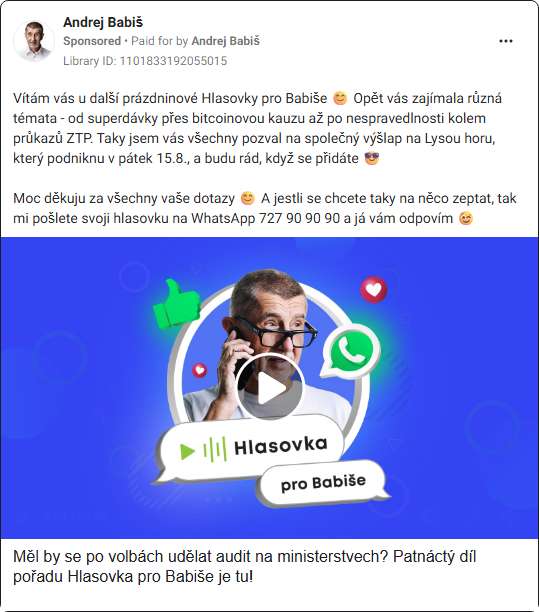 Andrej Babiš
Sponsored • Paid for by Andrej Babiš
Library ID: 1101833192055015
Vítám vás u další prázdninové Hlasovky pro Babiše 😊 Opět vás zajímala různá
témata - od superdávky přes bitcoinovou kauzu až po nespravedlnosti kolem
průkazů ZTP. Taky jsem vás všechny pozval na společný výšlap na Lysou horu,
který podniknu v pátek 15.8., a budu rád, když se přidáte 😎
Moc děkuju za všechny vaše dotazy 😊 A jestli se chcete taky na něco zeptat, tak
mi pošlete svoji hlasovku na WhatsApp 727 90 90 90 a já vám odpovím 😊
Hlasovka
pro Babiše
Měl by se po volbách udělat audit na ministerstvech? Patnáctý díl
pořadu Hlasovka pro Babiše je tu!